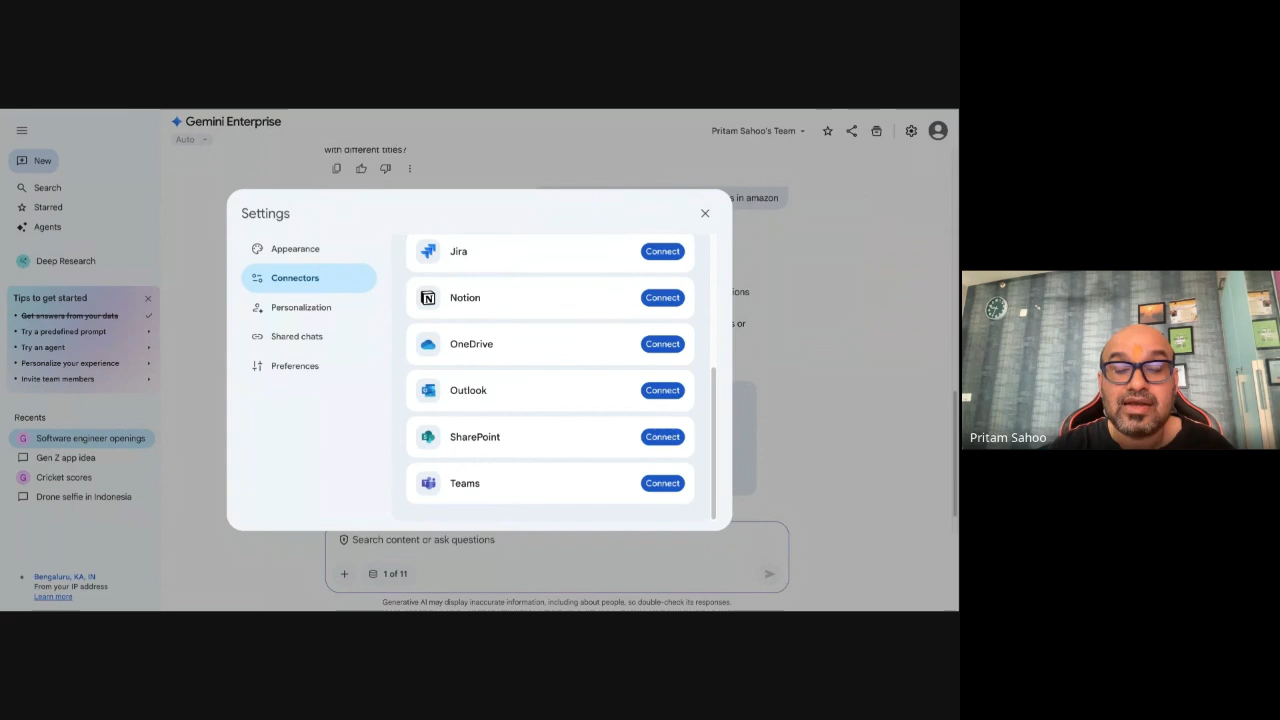 Gemini Enterprise
Auto
Pritam Sahoo's Team
New
Search
Starred
Agents
Deep Research
Tips to get started
Get answers from your data
Try a predefined prompt
Try an agent
Personalize your experience
Invite team members
Recents
Software engineer openings
Gen Z app idea
Cricket scores
Drone selfie in Indonesia
Bengaluru, KA, IN
From your IP address
Learn more
with different titles?
s in amazon
Settings
Appearance
Connectors
Personalization
Shared chats
Preferences
Jira Connect
Notion Connect
OneDrive Connect
Outlook Connect
SharePoint Connect
Teams Connect
ions
s or
Search content or ask questions
1 of 11
Generative AI may display inaccurate information, including about people, so double-check its responses.
Pritam Sahoo